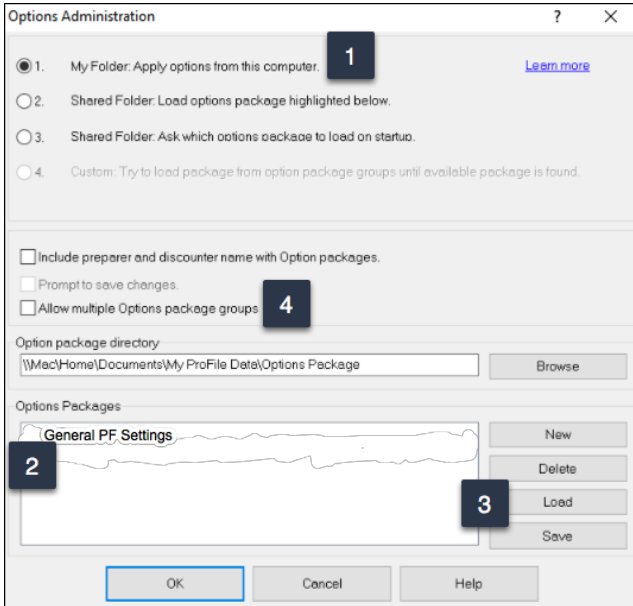 Options Administration ? X
1
1. My Folder: Apply options from this computer. Learn more
2. Shared Folder: Load options package highlighted below.
3. Shared Folder: Ask which options package to load on startup.
4. Custom: Try to load package from option package groups until available package is found.
Include preparer and discounter name with Option packages.
Prompt to save changes.
Allow multiple Options package groups 4
Option package directory
\\Mac\Home\Documents\My ProFile Data\Options Package Browse
Options Packages
General PF Settings New
2
Delete
3 Load
Save
OK Cancel Help